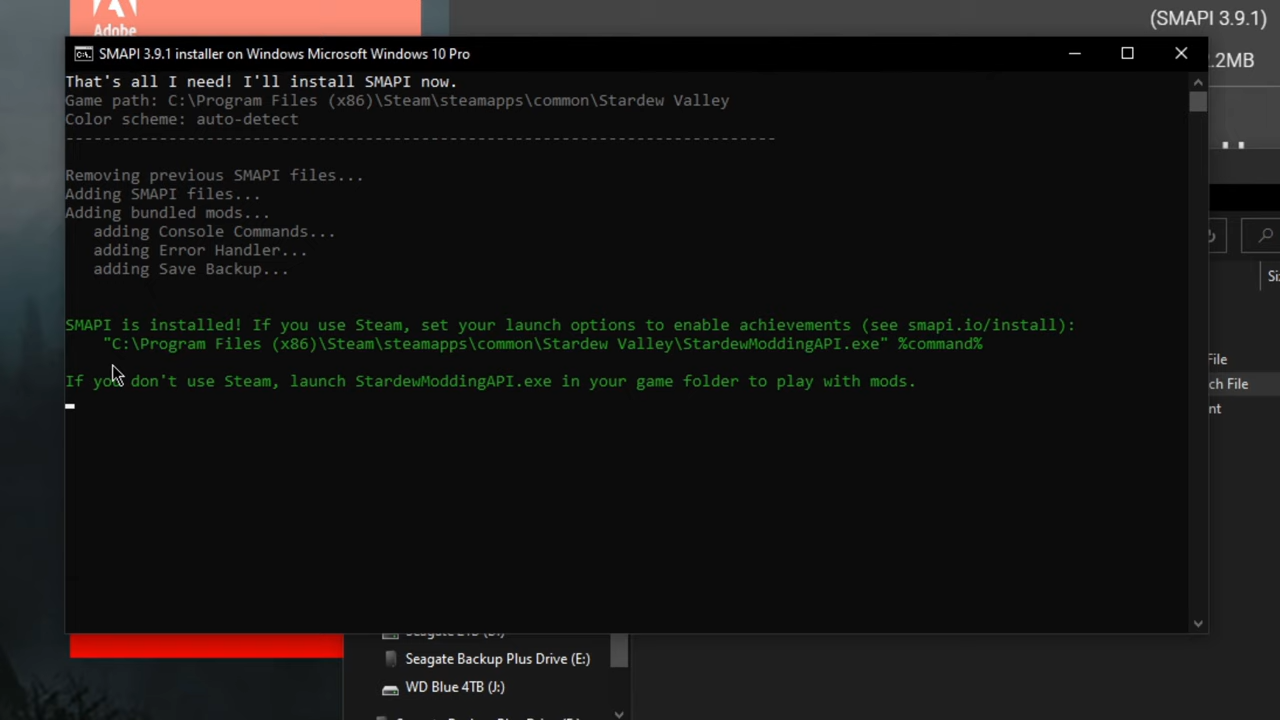 Adobe
(SMAPI 3.9.1)
SMAPI 3.9.1 installer on Windows Microsoft Windows 10 Pro
.2MB
That's all I need! I'll install SMAPI now.
Game path: C:\Program Files (x86)\Steam\steamapps\common\Stardew Valley
Color scheme: auto-detect
--------------------------------------------------------------------------------
Removing previous SMAPI files...
Adding SMAPI files...
Adding bundled mods...
adding Console Commands...
adding Error Handler...
adding Save Backup...
SMAPI is installed! If you use Steam, set your launch options to enable achievements (see smapi.io/install):
"C:\Program Files (x86)\Steam\steamapps\common\Stardew Valley\StardewModdingAPI.exe" %command%
If you don't use Steam, launch StardewModdingAPI.exe in your game folder to play with mods.
File
ch File
nt
Seagate Backup Plus Drive (E:)
WD Blue 4TB (J:)